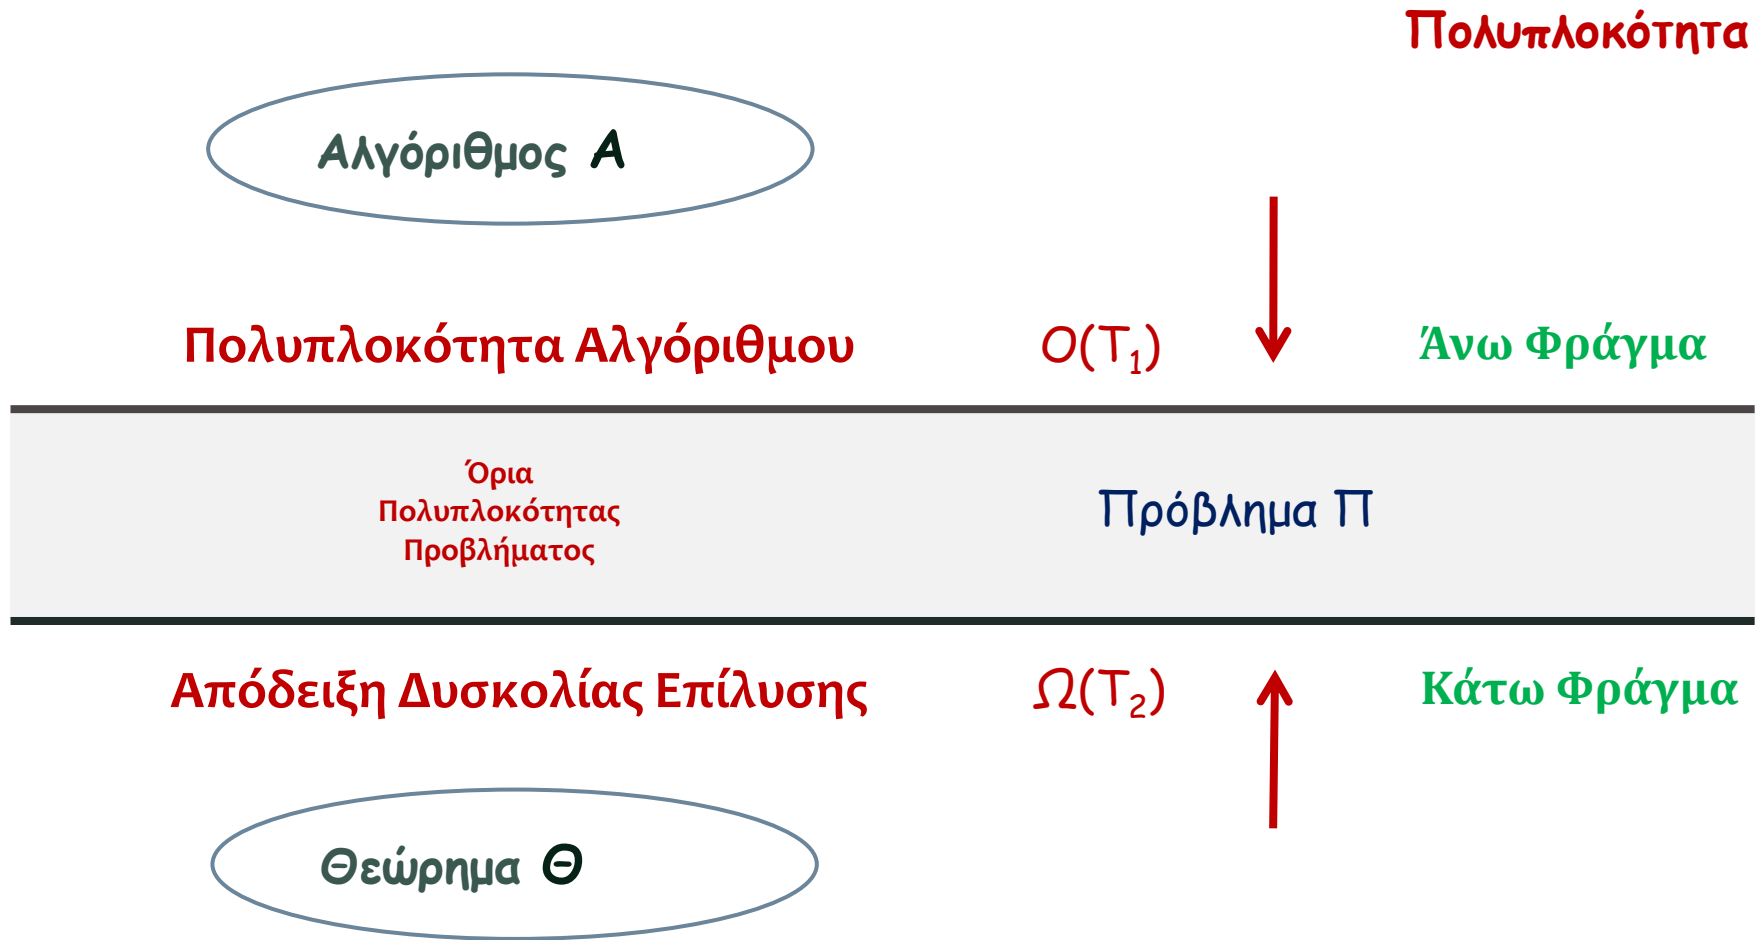 Πολυπλοκότητα
Αλγόριθμος A
Πολυπλοκότητα Αλγόριθμου O(T₁) Άνω Φράγμα
Όρια
Πολυπλοκότητας
Προβλήματος
Πρόβλημα Π
Απόδειξη Δυσκολίας Επίλυσης Ω(T₂) Κάτω Φράγμα
Θεώρημα Θ